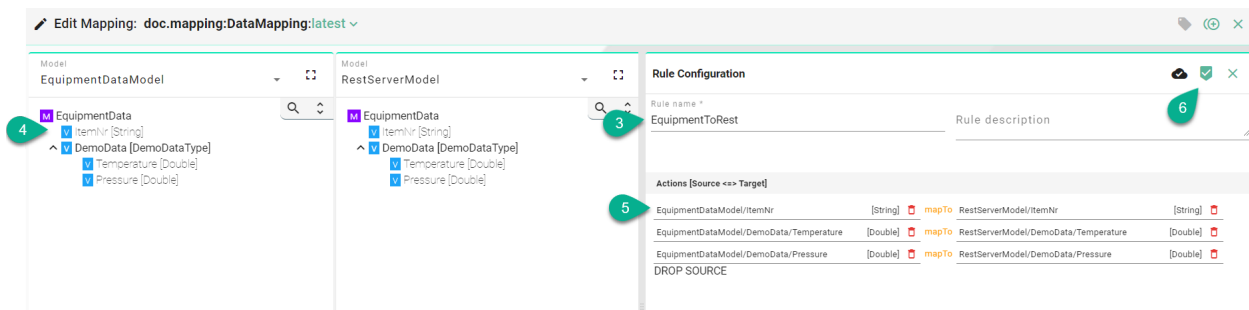 Edit Mapping: doc.mapping:DataMapping:latest
Model
EquipmentDataModel
M EquipmentData
4
V ItemNr [String]
V DemoData [DemoDataType]
V Temperature [Double]
V Pressure [Double]
Model
RestServerModel
M EquipmentData
V ItemNr [String]
V DemoData [DemoDataType]
V Temperature [Double]
V Pressure [Double]
Rule Configuration
6
Rule name *
3
EquipmentToRest
Rule description
Actions [Source <=> Target]
5
EquipmentDataModel/ItemNr [String] mapTo RestServerModel/ItemNr [String]
EquipmentDataModel/DemoData/Temperature [Double] mapTo RestServerModel/DemoData/Temperature [Double]
EquipmentDataModel/DemoData/Pressure [Double] mapTo RestServerModel/DemoData/Pressure [Double]
DROP SOURCE